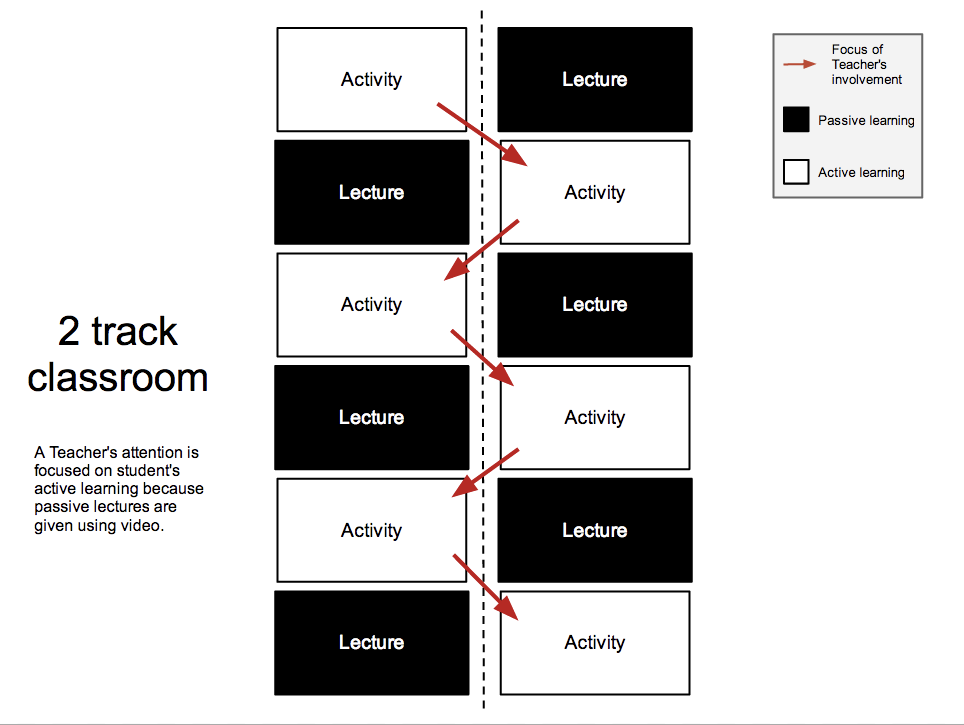 2 track
classroom
A Teacher's attention is
focused on student's
active learning because
passive lectures are
given using video.
Activity
Lecture
Lecture
Activity
Activity
Lecture
Lecture
Activity
Activity
Lecture
Lecture
Activity
Focus of
Teacher's
involvement
Passive learning
Active learning